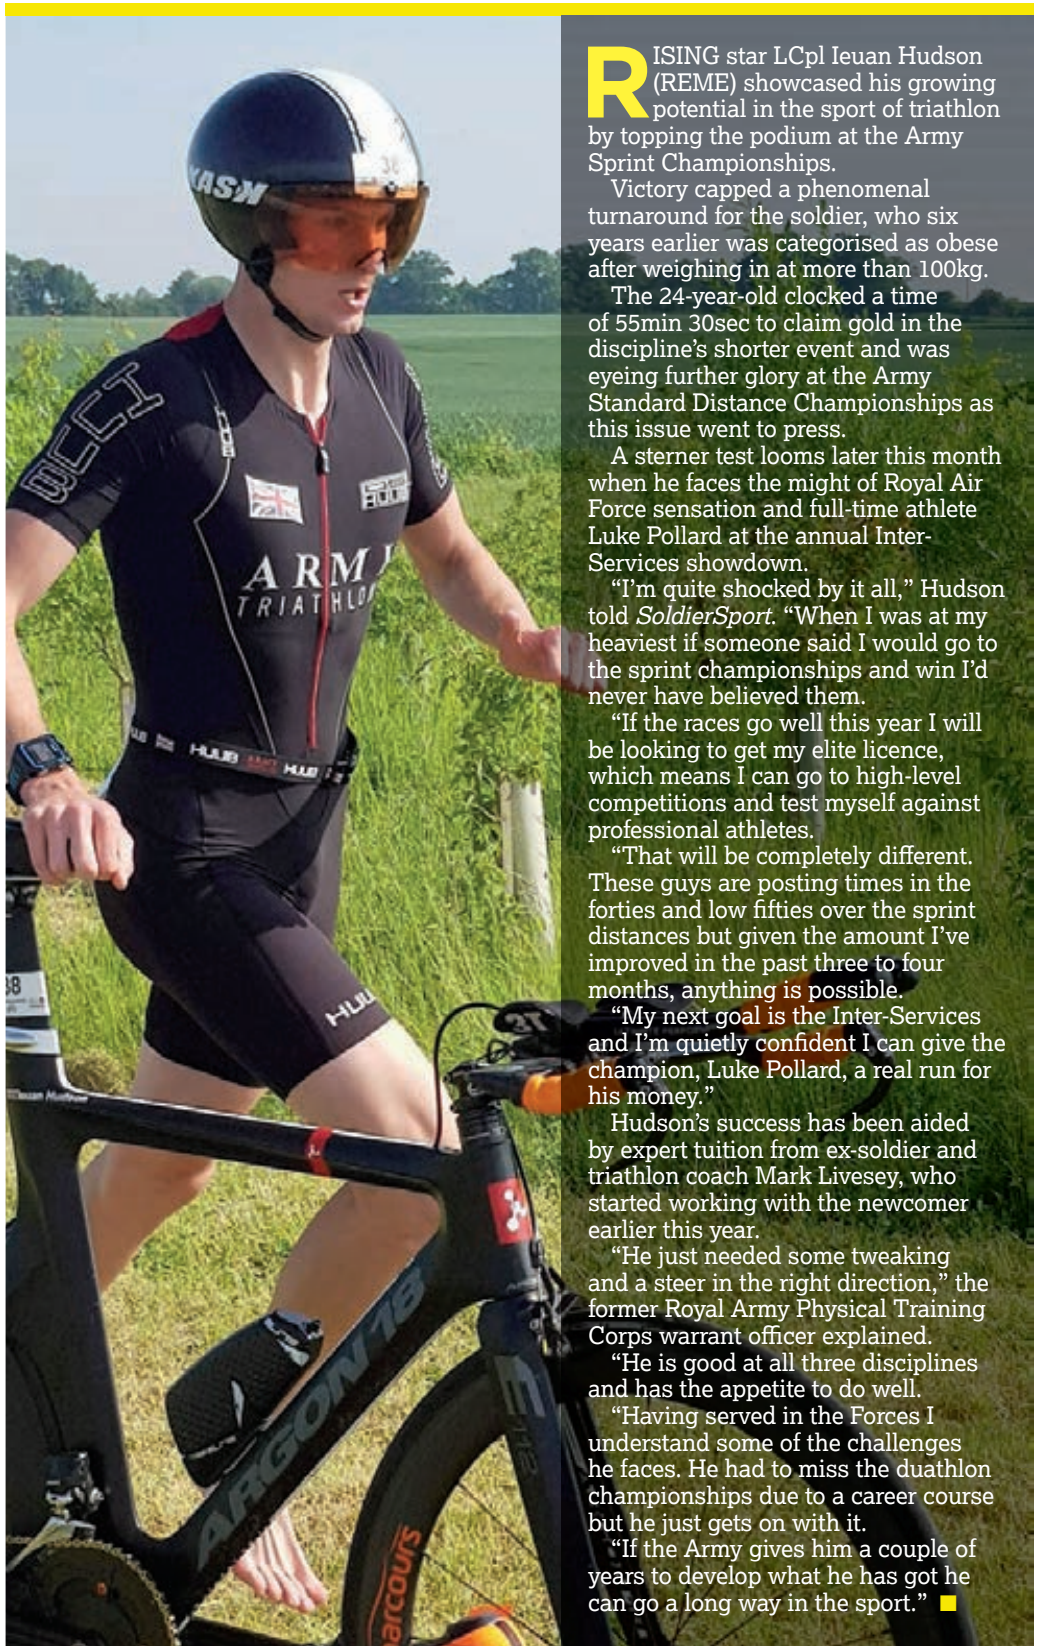 RISING star LCpl Ieuan Hudson
(REME) showcased his growing
potential in the sport of triathlon
by topping the podium at the Army
Sprint Championships.
Victory capped a phenomenal
turnaround for the soldier, who six
years earlier was categorised as obese
after weighing in at more than 100kg.
The 24-year-old clocked a time
of 55min 30sec to claim gold in the
discipline’s shorter event and was
eyeing further glory at the Army
Standard Distance Championships as
this issue went to press.
A sterner test looms later this month
when he faces the might of Royal Air
Force sensation and full-time athlete
Luke Pollard at the annual Inter-
Services showdown.
“I’m quite shocked by it all,” Hudson
told SoldierSport. “When I was at my
heaviest if someone said I would go to
the sprint championships and win I’d
never have believed them.
“If the races go well this year I will
be looking to get my elite licence,
which means I can go to high-level
competitions and test myself against
professional athletes.
“That will be completely different.
These guys are posting times in the
forties and low fifties over the sprint
distances but given the amount I’ve
improved in the past three to four
months, anything is possible.
“My next goal is the Inter-Services
and I’m quietly confident I can give the
champion, Luke Pollard, a real run for
his money.”
Hudson’s success has been aided
by expert tuition from ex-soldier and
triathlon coach Mark Livesey, who
started working with the newcomer
earlier this year.
“He just needed some tweaking
and a steer in the right direction,” the
former Royal Army Physical Training
Corps warrant officer explained.
“He is good at all three disciplines
and has the appetite to do well.
“Having served in the Forces I
understand some of the challenges
he faces. He had to miss the duathlon
championships due to a career course
but he just gets on with it.
“If the Army gives him a couple of
years to develop what he has got he
can go a long way in the sport.”
38
KASK
BECCI
ARMY
TRIATHLON
HUUB HUUB
38
HUU
ARGON 18
arcours